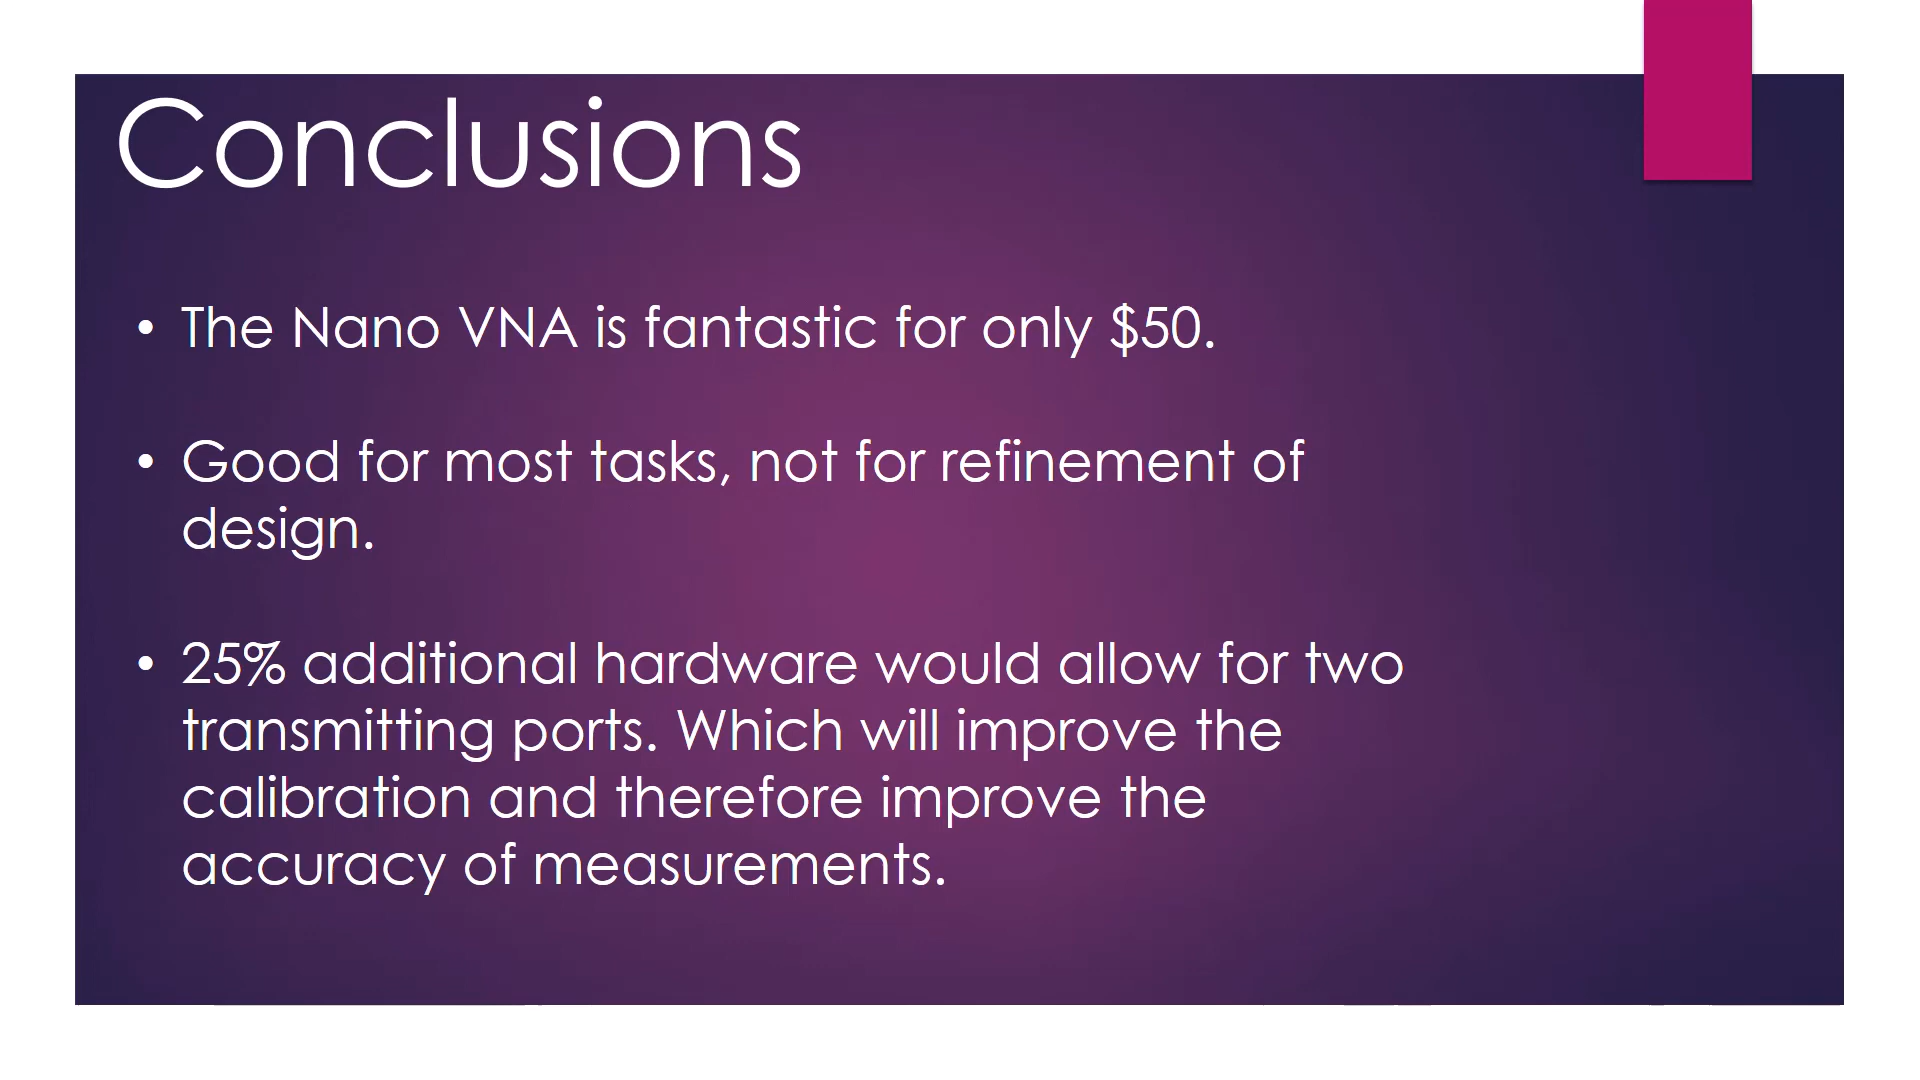 Conclusions
• The Nano VNA is fantastic for only $50.
• Good for most tasks, not for refinement of
design.
• 25% additional hardware would allow for two
transmitting ports. Which will improve the
calibration and therefore improve the
accuracy of measurements.